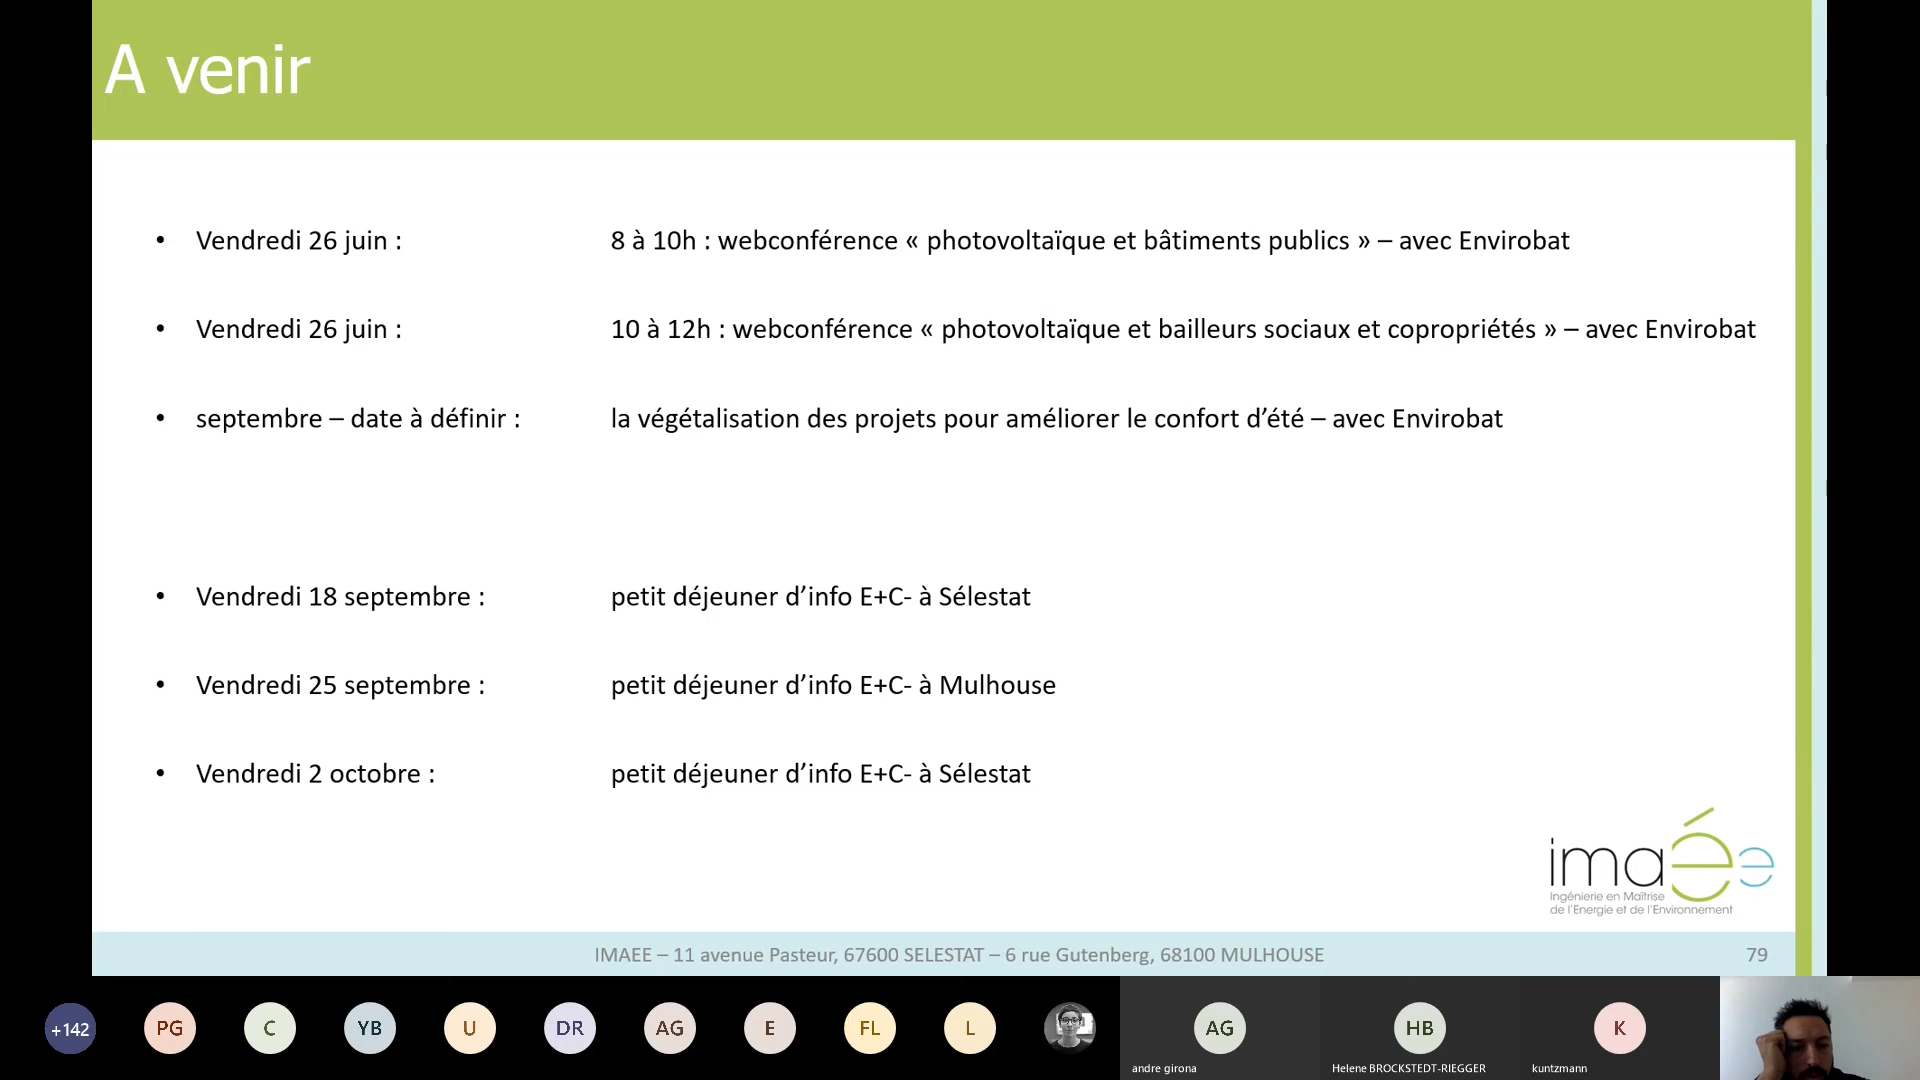 A venir
• Vendredi 26 juin : 8 à 10h : webconférence « photovoltaïque et bâtiments publics » – avec Envirobat
• Vendredi 26 juin : 10 à 12h : webconférence « photovoltaïque et bailleurs sociaux et copropriétés » – avec Envirobat
• septembre – date à définir : la végétalisation des projets pour améliorer le confort d’été – avec Envirobat
• Vendredi 18 septembre : petit déjeuner d’info E+C- à Sélestat
• Vendredi 25 septembre : petit déjeuner d’info E+C- à Mulhouse
• Vendredi 2 octobre : petit déjeuner d’info E+C- à Sélestat
imaÉe
Ingénierie en Maîtrise
de l’Energie et de l’Environnement
IMAEE – 11 avenue Pasteur, 67600 SELESTAT – 6 rue Gutenberg, 68100 MULHOUSE 79
+142 PG C YB U DR AG E FL L AG HB K
andre girona Helene BROCKSTEDT-RIEGGER kuntzmann